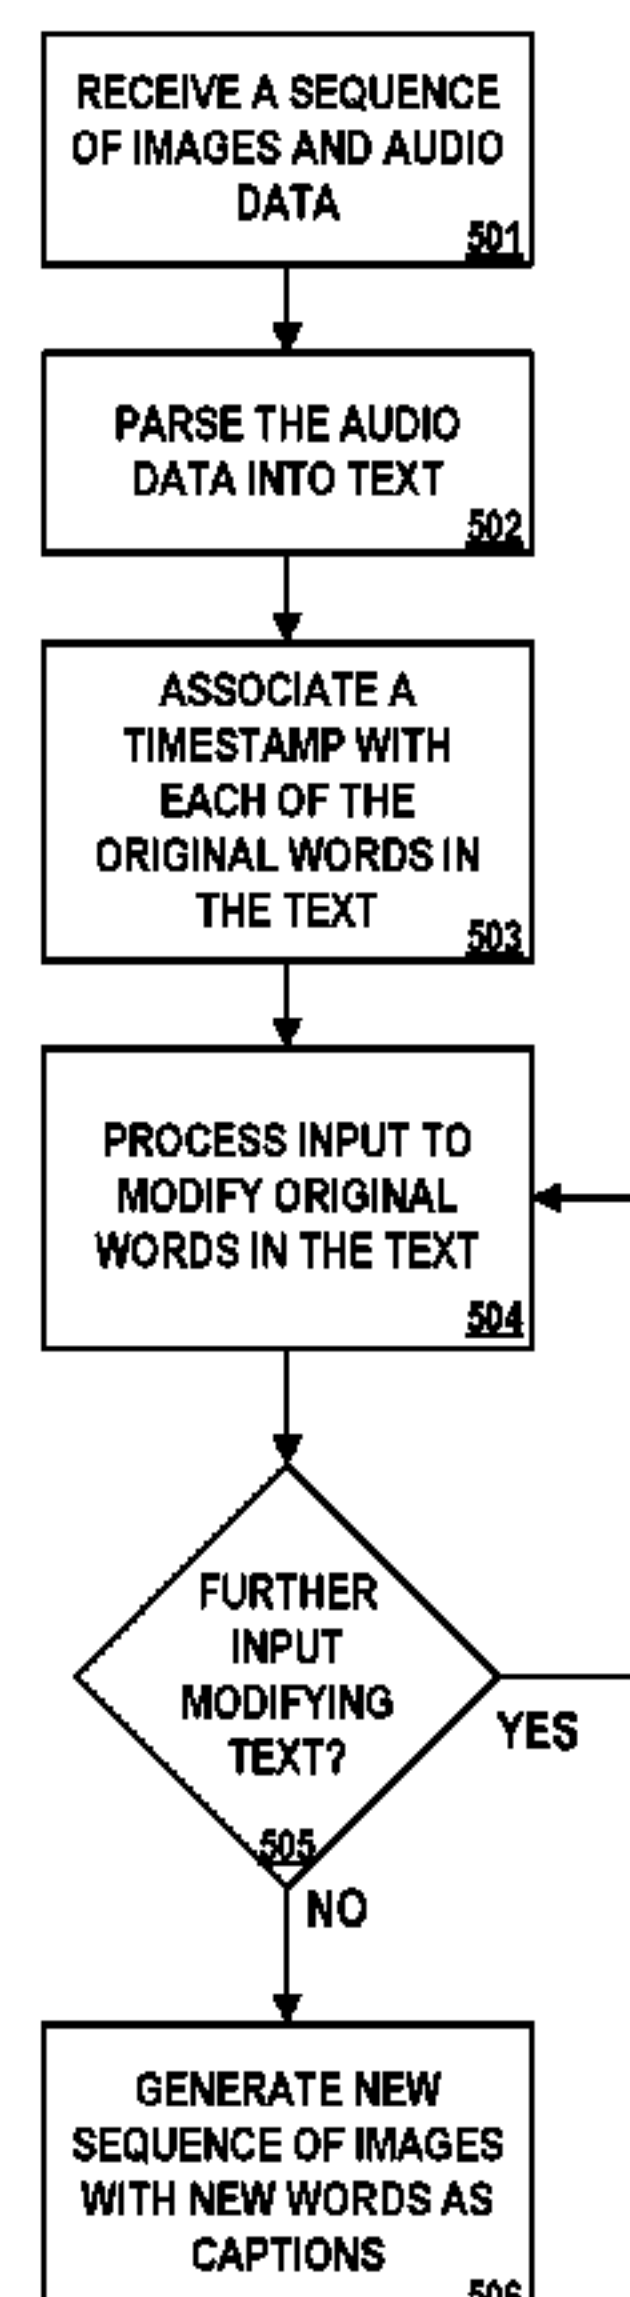 RECEIVE A SEQUENCE
OF IMAGES AND AUDIO
DATA
501
PARSE THE AUDIO
DATA INTO TEXT
502
ASSOCIATE A
TIMESTAMP WITH
EACH OF THE
ORIGINAL WORDS IN
THE TEXT
503
PROCESS INPUT TO
MODIFY ORIGINAL
WORDS IN THE TEXT
504
FURTHER
INPUT
MODIFYING
TEXT?
505
YES
NO
GENERATE NEW
SEQUENCE OF IMAGES
WITH NEW WORDS AS
CAPTIONS
506